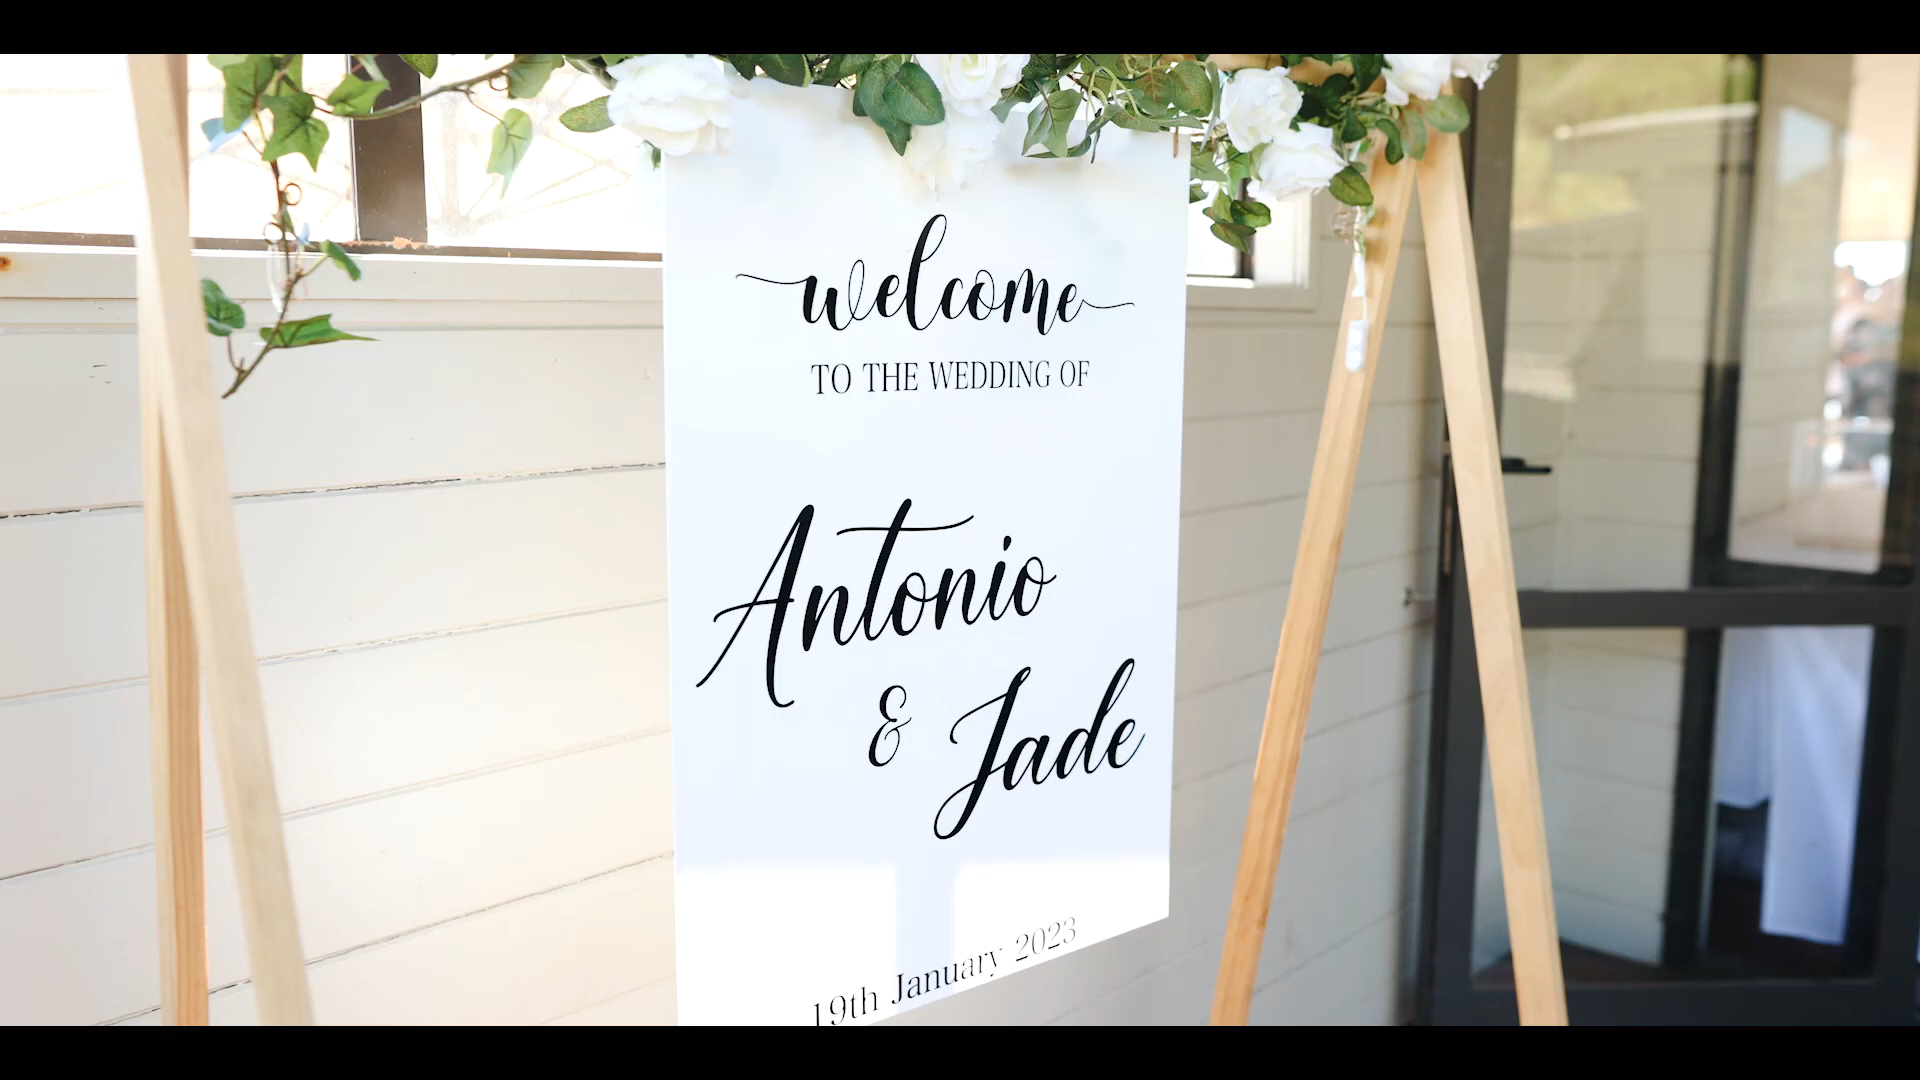 welcome
TO THE WEDDING OF
Antonio
& Jade
19th January 2023